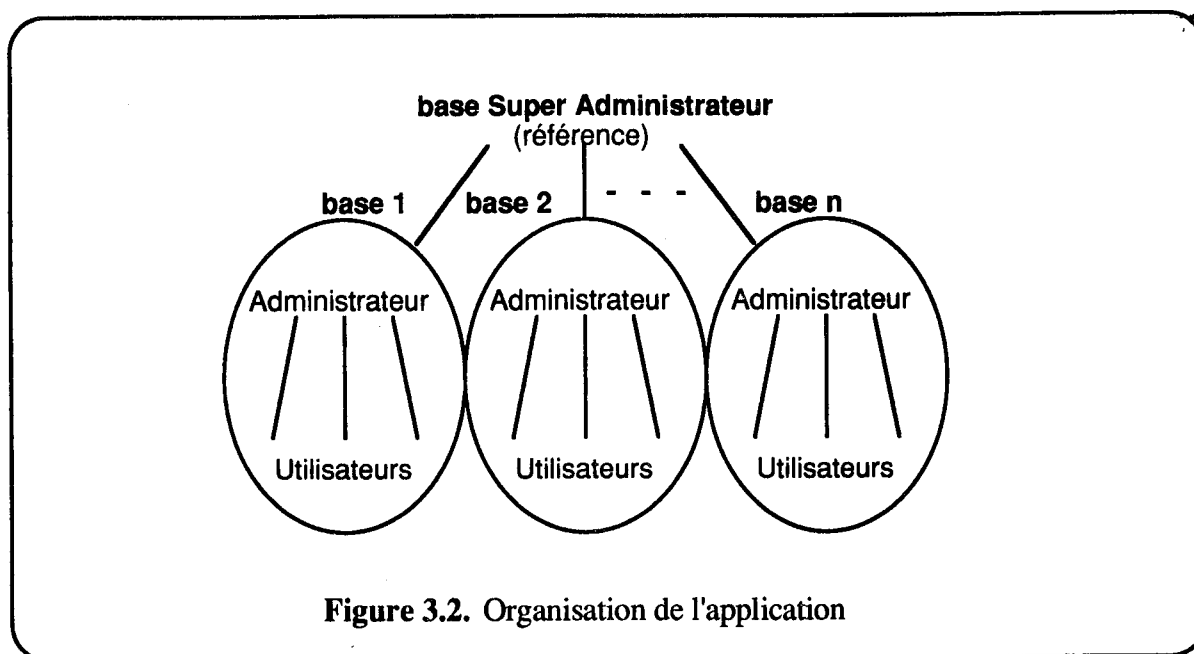 base Super Administrateur
(référence)
base 1 base 2 - - - base n
Administrateur Administrateur Administrateur
Utilisateurs Utilisateurs Utilisateurs
Figure 3.2. Organisation de l'application